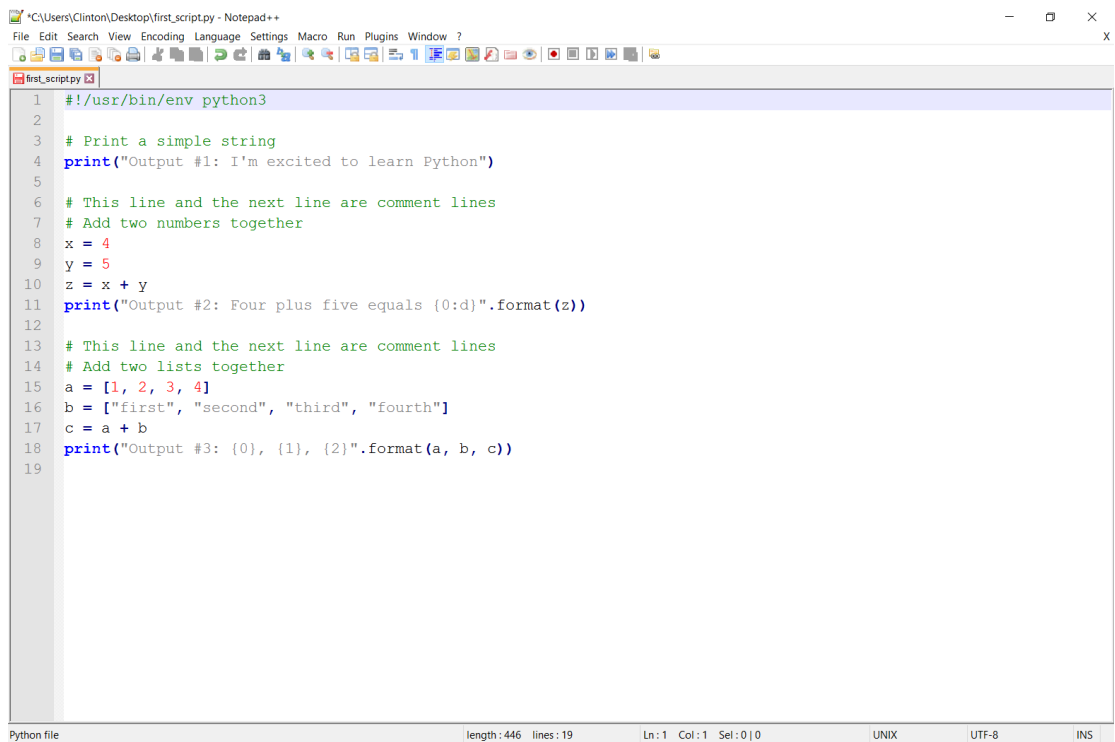 *C:\Users\Clinton\Desktop\first_script.py - Notepad++
File Edit Search View Encoding Language Settings Macro Run Plugins Window ? X
first_script.py
1 #!/usr/bin/env python3
2
3 # Print a simple string
4 print("Output #1: I'm excited to learn Python")
5
6 # This line and the next line are comment lines
7 # Add two numbers together
8 x = 4
9 y = 5
10 z = x + y
11 print("Output #2: Four plus five equals {0:d}".format(z))
12
13 # This line and the next line are comment lines
14 # Add two lists together
15 a = [1, 2, 3, 4]
16 b = ["first", "second", "third", "fourth"]
17 c = a + b
18 print("Output #3: {0}, {1}, {2}".format(a, b, c))
19
Python file length : 446 lines : 19 Ln : 1 Col : 1 Sel : 0 | 0 UNIX UTF-8 INS